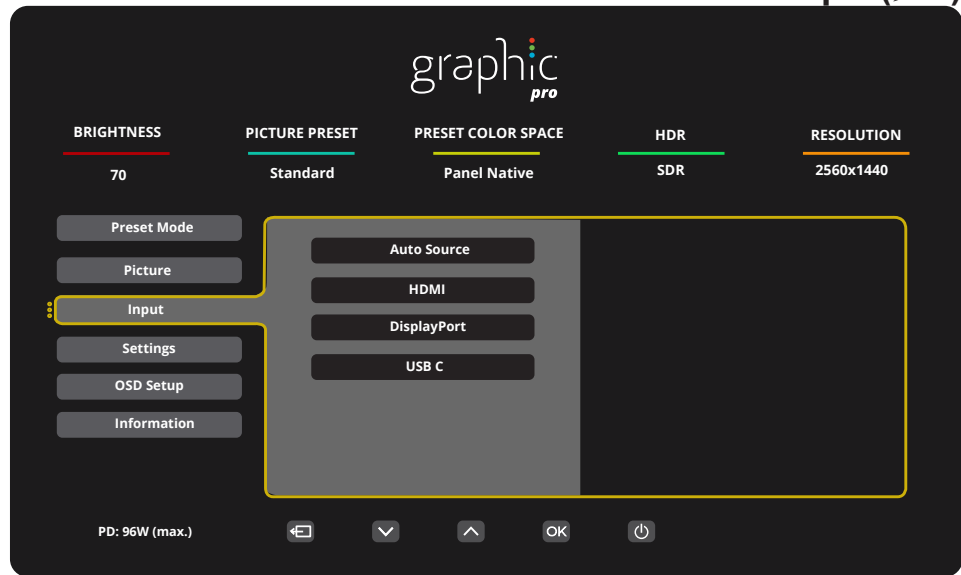 graphic
pro
BRIGHTNESS
PICTURE PRESET
PRESET COLOR SPACE
HDR
RESOLUTION
70
Standard
Panel Native
SDR
2560x1440
Preset Mode
Picture
Input
Settings
OSD Setup
Information
Auto Source
HDMI
DisplayPort
USB C
PD: 96W (max.)
OK